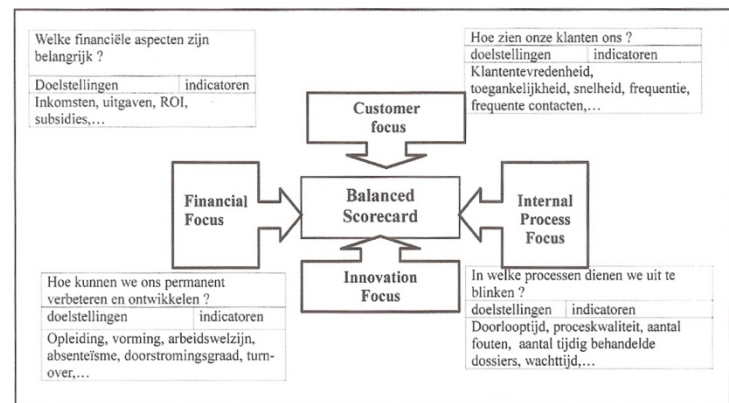 Welke financiële aspecten zijn
belangrijk ?
Doelstellingen indicatoren
Inkomsten, uitgaven, ROI,
subsidies,…
Hoe zien onze klanten ons ?
doelstellingen indicatoren
Klantentevredenheid,
toegankelijkheid, snelheid, frequentie,
frequente contacten,…
Customer
focus
Financial
Focus
Balanced
Scorecard
Internal
Process
Focus
Innovation
Focus
Hoe kunnen we ons permanent
verbeteren en ontwikkelen ?
doelstellingen indicatoren
Opleiding, vorming, arbeidswelzijn,
absenteïsme, doorstromingsgraad, turn-
over,…
In welke processen dienen we uit te
blinken ?
doelstellingen indicatoren
Doorlooptijd, proceskwaliteit, aantal
fouten, aantal tijdig behandelde
dossiers, wachttijd,…